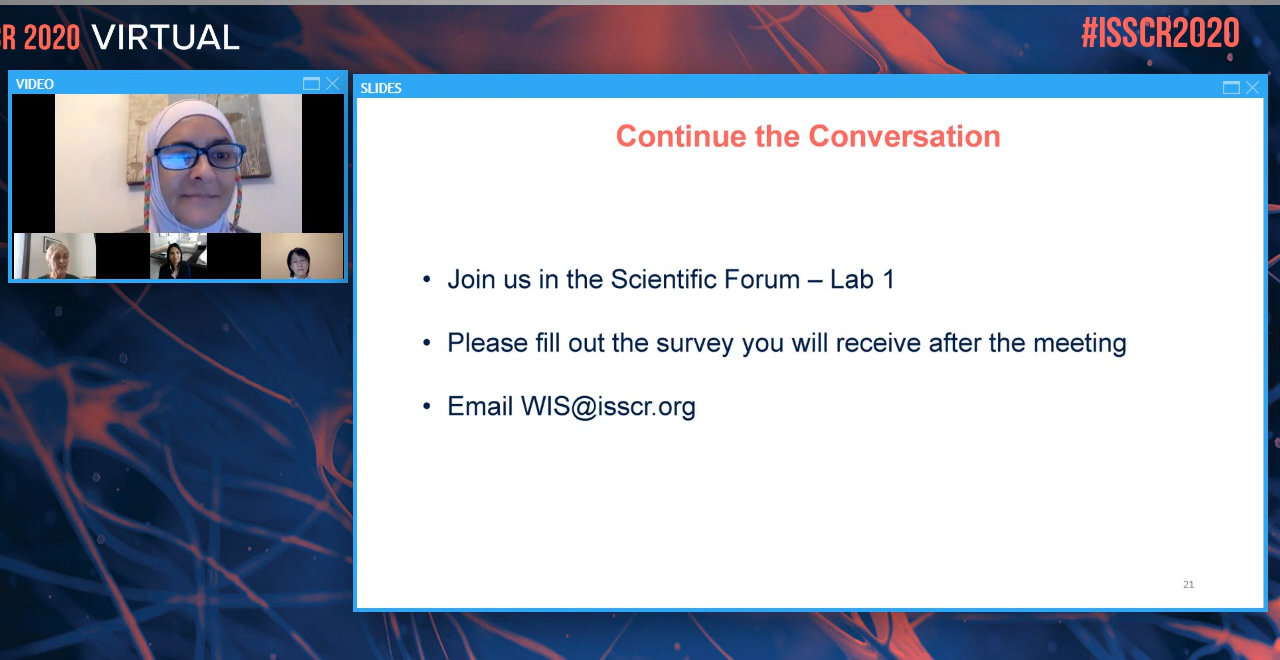 R 2020 VIRTUAL
#ISSCR2020
VIDEO
SLIDES
Continue the Conversation
• Join us in the Scientific Forum – Lab 1
• Please fill out the survey you will receive after the meeting
• Email WIS@isscr.org
21